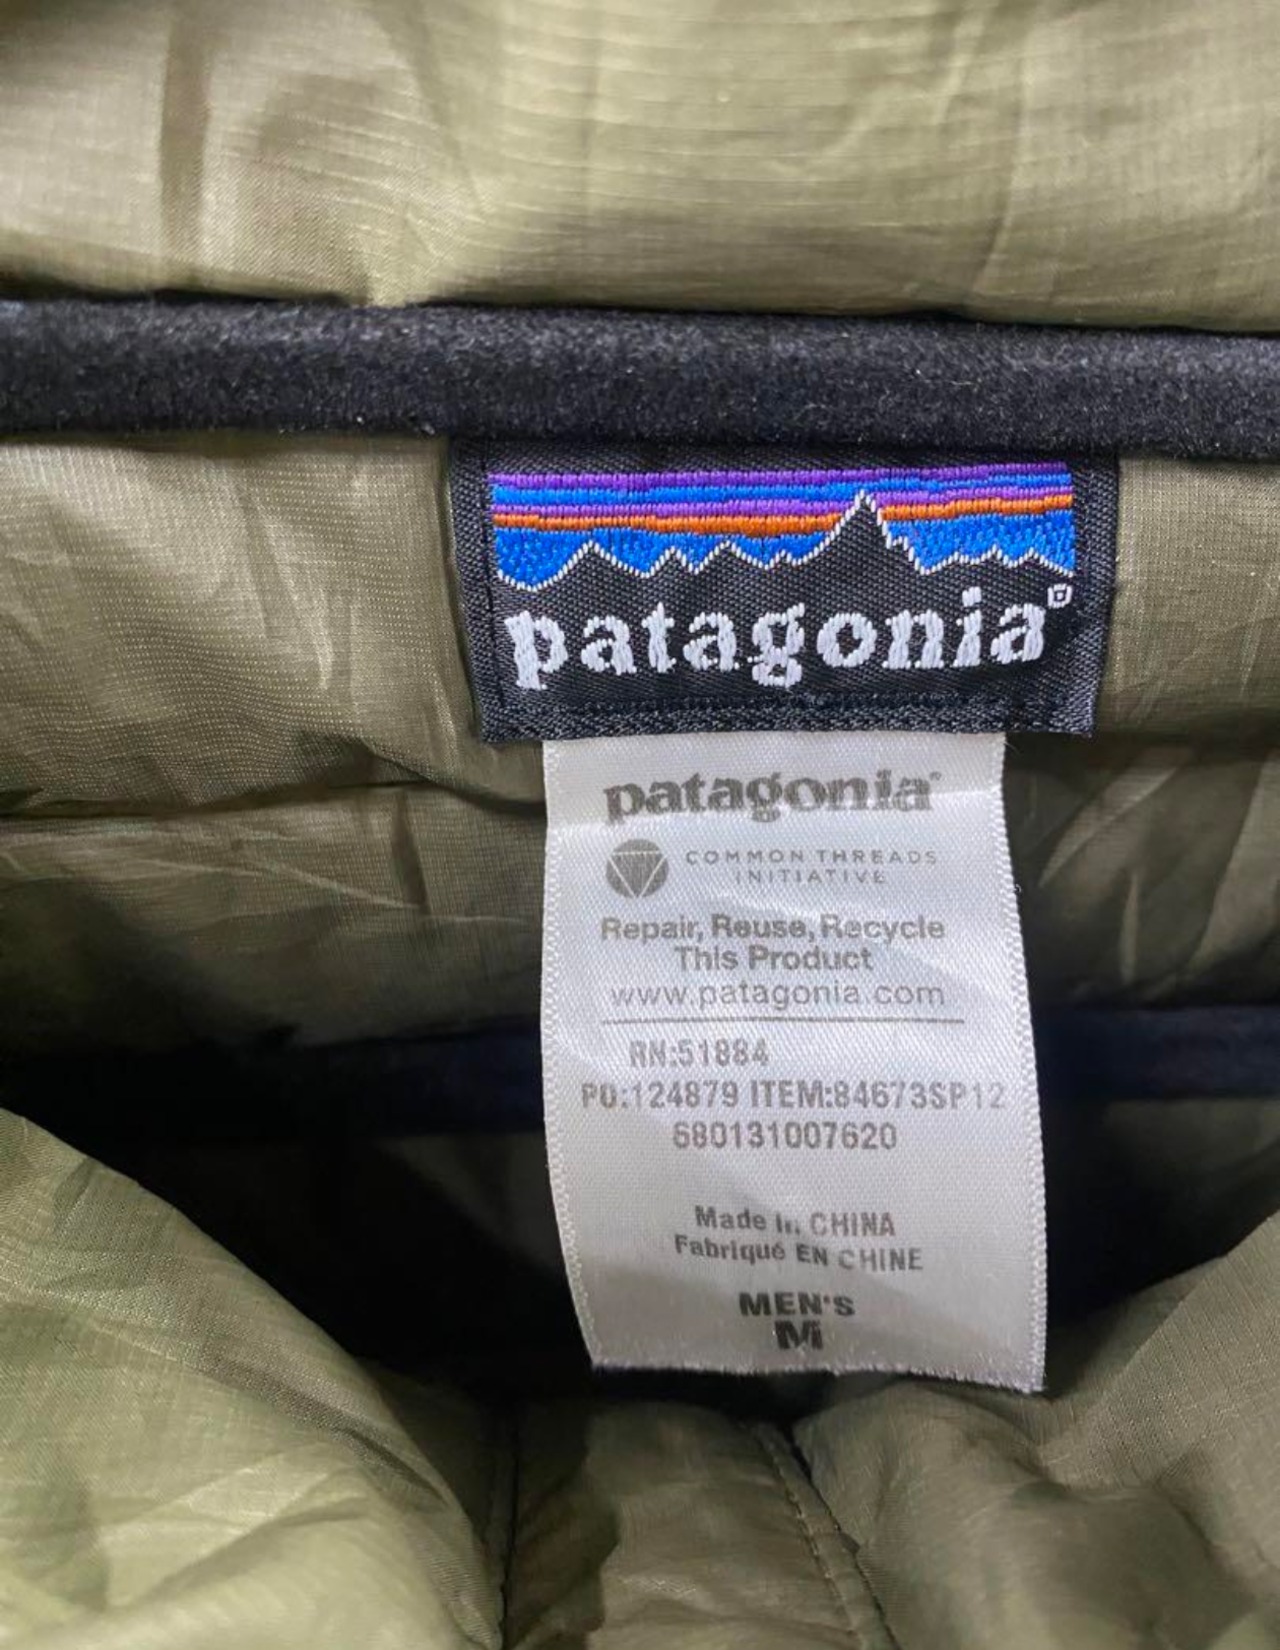 patagonia®
patagonia®
COMMON THREADS
INITIATIVE
Repair, Reuse, Recycle
This Product
www.patagonia.com
RN:51884
PO:124879 ITEM:84673SP12
680131007620
Made in CHINA
Fabriqué EN CHINE
MEN'S
M